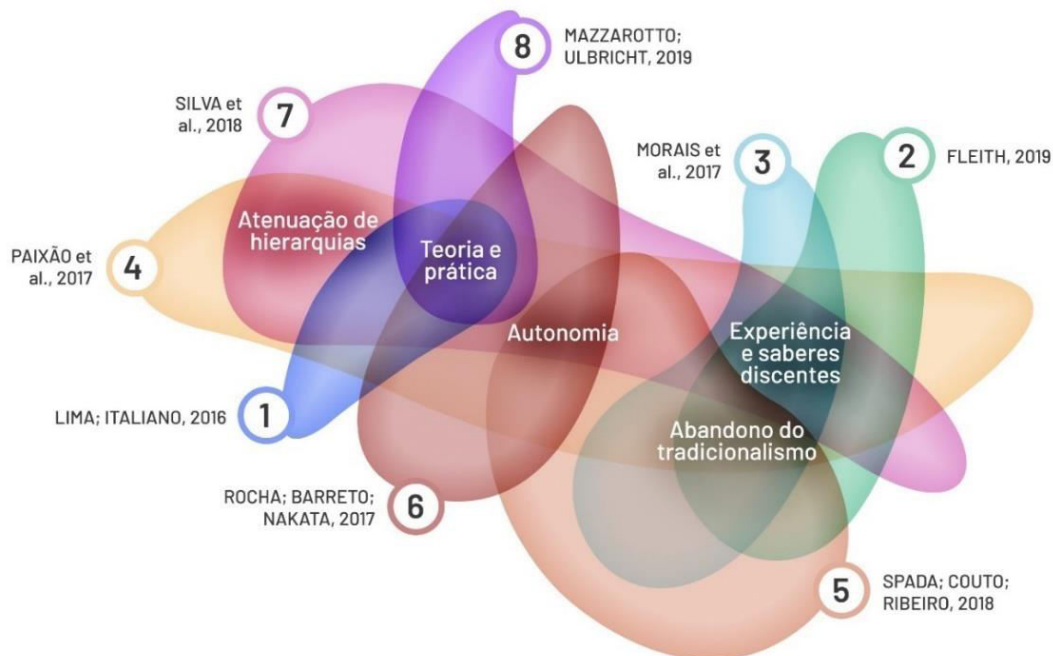 8
MAZZAROTTO;
ULBRICHT, 2019
SILVA et
al., 2018
7
MORAIS et
al., 2017
3
2
FLEITH, 2019
Atenuação de
hierarquias
Teoria e
prática
PAIXÃO et
al., 2017
4
Autonomia
Experiência
e saberes
discentes
LIMA; ITALIANO, 2016
1
Abandono do
tradicionalismo
ROCHA; BARRETO;
NAKATA, 2017
6
5
SPADA; COUTO;
RIBEIRO, 2018